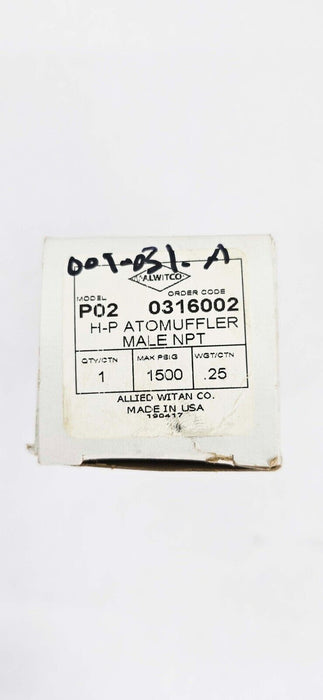 009-031. A
ALWITCO
MODEL ORDER CODE
P02 0316002
H-P ATOMUFFLER
MALE NPT
QTY/CTN MAX PSIG WGT/CTN
1 1500 .25
ALLIED WITAN CO.
MADE IN USA
190417